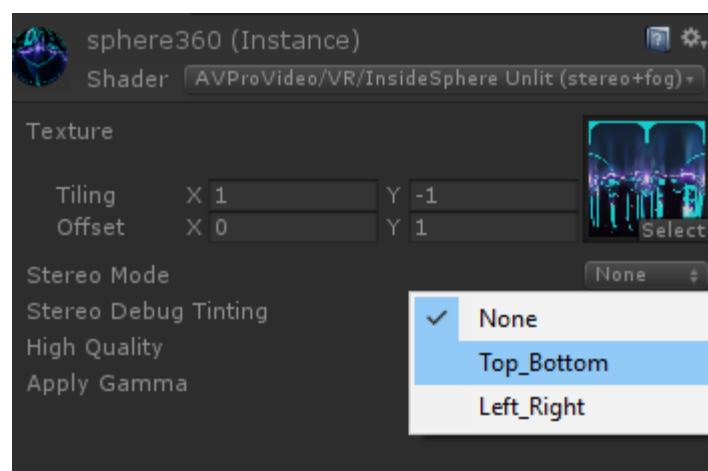 sphere360 (Instance)
Shader AVProVideo/VR/InsideSphere Unlit (stereo+fog)
Texture
Tiling X 1 Y -1
Offset X 0 Y 1
Select
Stereo Mode None
Stereo Debug Tinting
None
High Quality
Top_Bottom
Apply Gamma
Left_Right